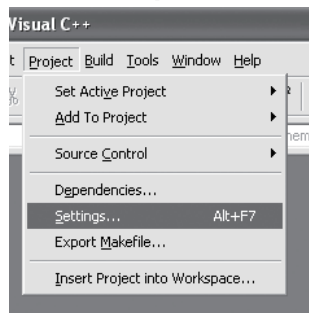 Visual C++
Project Build Tools Window Help
Set Active Project
Add To Project
Source Control
Dependencies...
Settings... Alt+F7
Export Makefile...
Insert Project into Workspace...